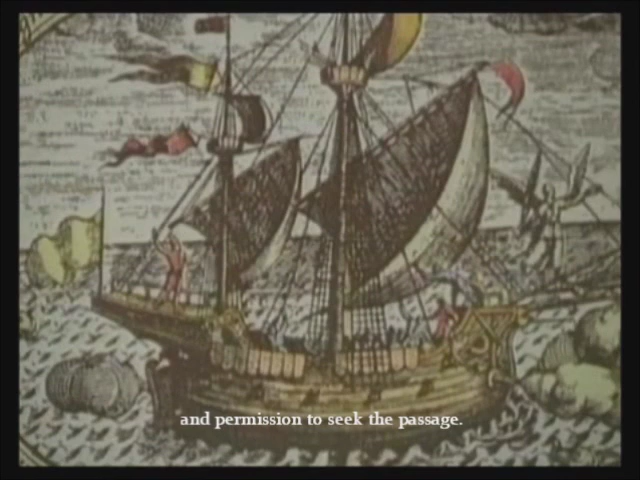 and permission to seek the passage.